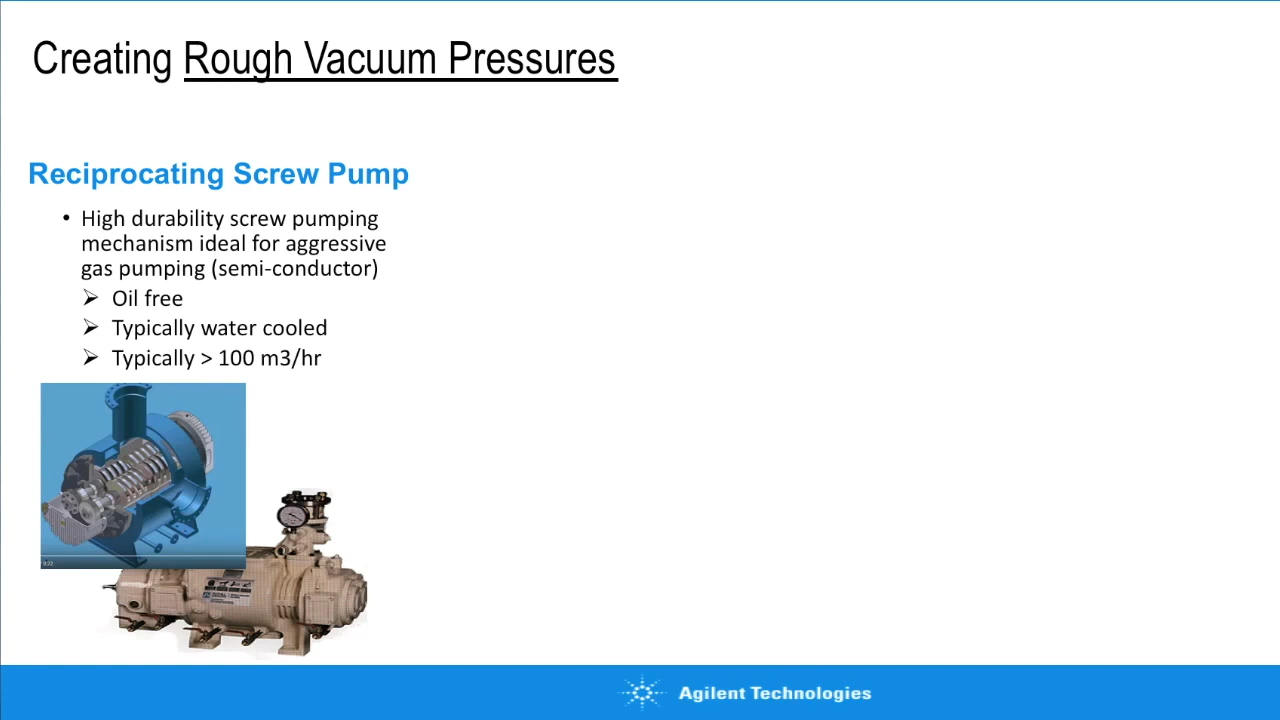 Creating Rough Vacuum Pressures
Reciprocating Screw Pump
• High durability screw pumping
mechanism ideal for aggressive
gas pumping (semi-conductor)
➢ Oil free
➢ Typically water cooled
➢ Typically > 100 m3/hr
Agilent Technologies